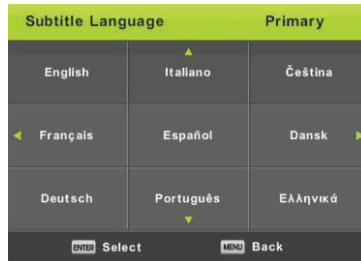 Subtitle Language Primary
English Italiano Čeština
Français Español Dansk
Deutsch Português Ελληνικά
ENTER Select MENU Back